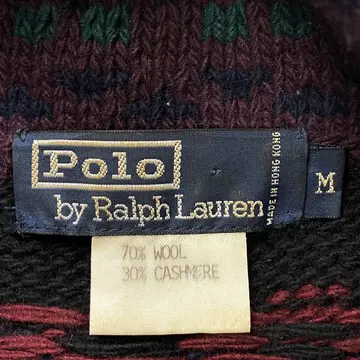 Polo
by Ralph Lauren
MADE IN HONG KONG
M
70% WOOL
30% CASHMERE